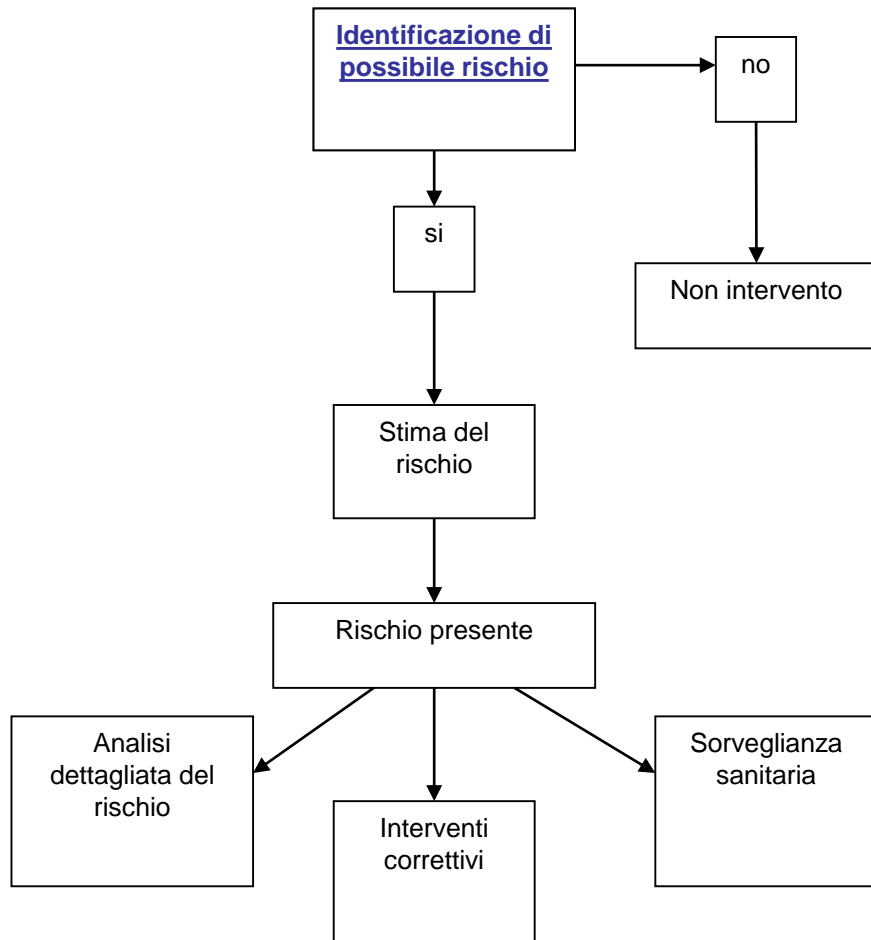 Identificazione di
possibile rischio
no
si
Non intervento
Stima del
rischio
Rischio presente
Analisi
dettagliata del
rischio
Interventi
correttivi
Sorveglianza
sanitaria